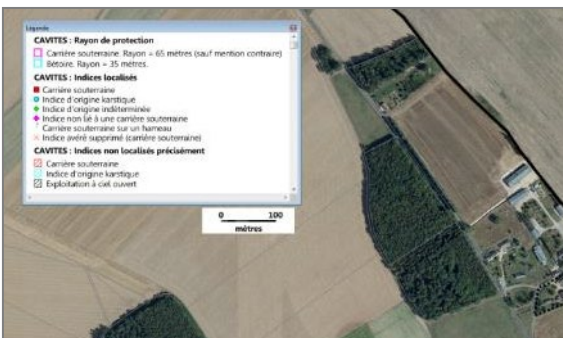 Légende
CAVITES : Rayon de protection
Carrière souterraine. Rayon = 65 mètres (sauf mention contraire)
Bétoire. Rayon = 35 mètres.
CAVITES : Indices localisés
Carrière souterraine
Indice d'origine karstique
Indice d'origine indéterminée
Indice non lié à une carrière souterraine
Carrière souterraine sur un hameau
Indice avéré supprimé (carrière souterraine)
CAVITES : Indices non localisés précisément
Carrière souterraine
Indice d'origine karstique
Exploitation à ciel ouvert
0 100
mètres